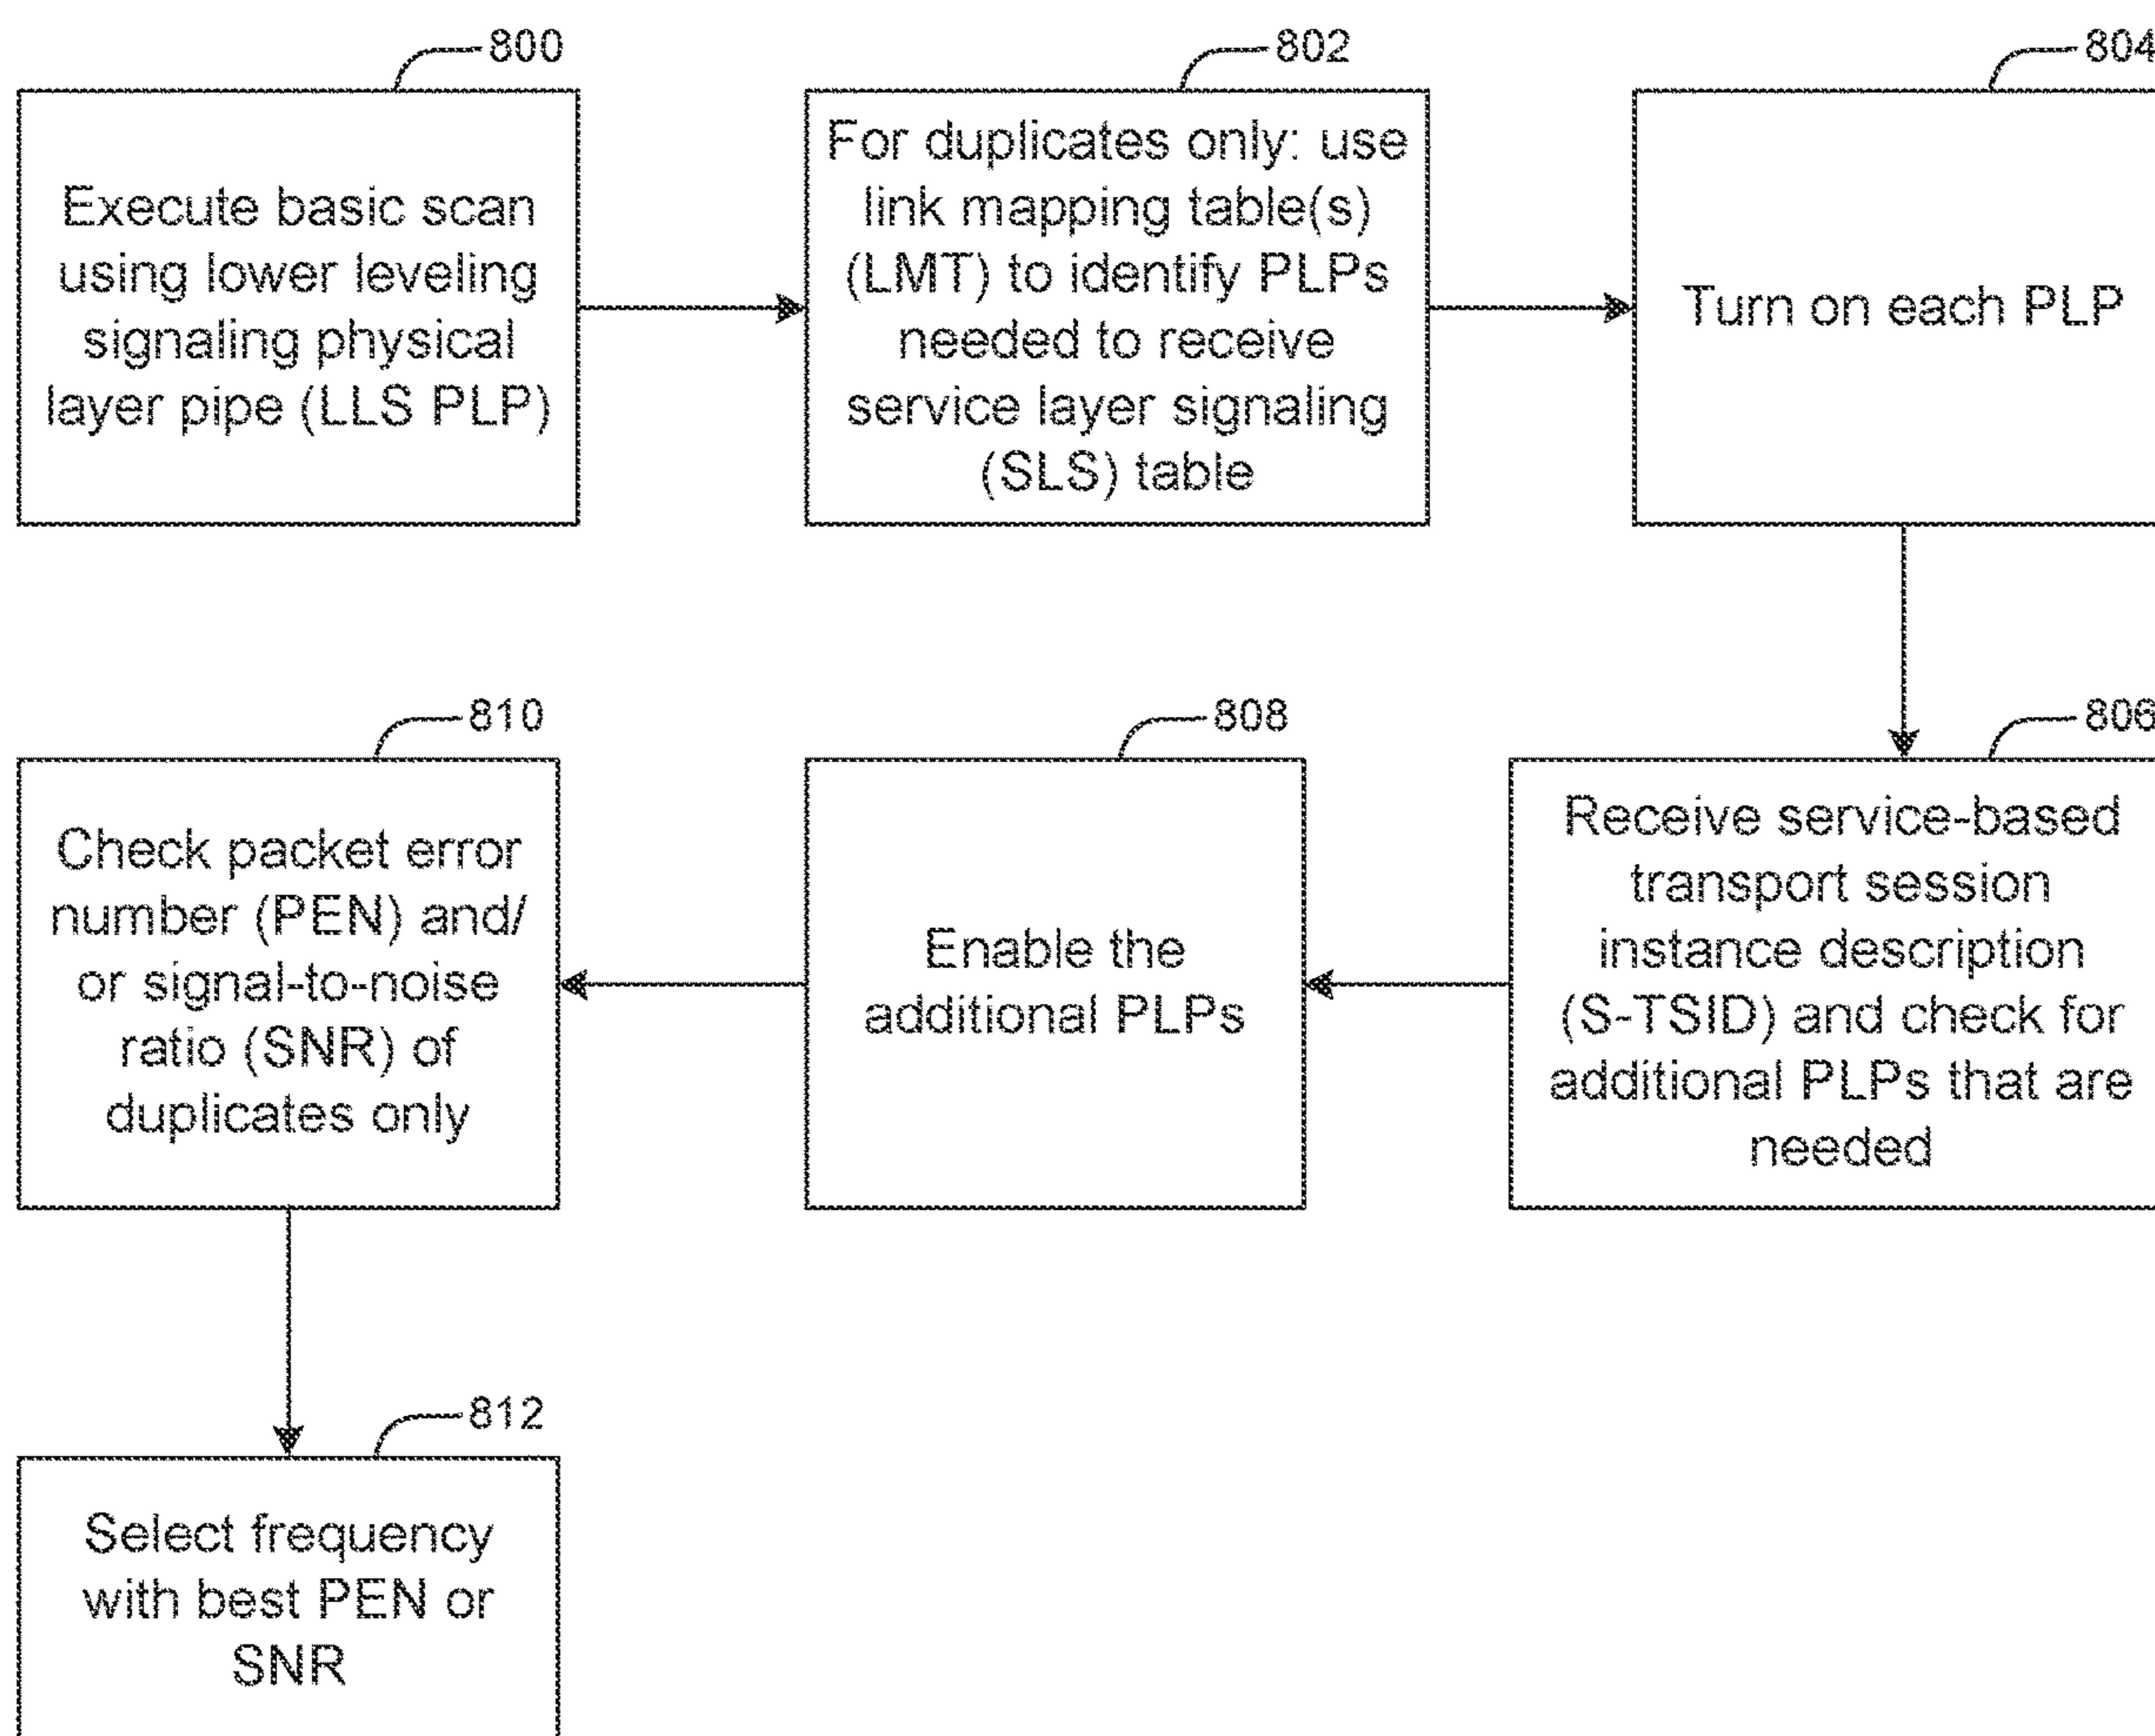 800
Execute basic scan
using lower leveling
signaling physical
layer pipe (LLS PLP)
802
For duplicates only: use
link mapping table(s)
(LMT) to identify PLPs
needed to receive
service layer signaling
(SLS) table
804
Turn on each PLP
806
Receive service-based
transport session
instance description
(S-TSID) and check for
additional PLPs that are
needed
808
Enable the
additional PLPs
810
Check packet error
number (PEN) and/
or signal-to-noise
ratio (SNR) of
duplicates only
812
Select frequency
with best PEN or
SNR